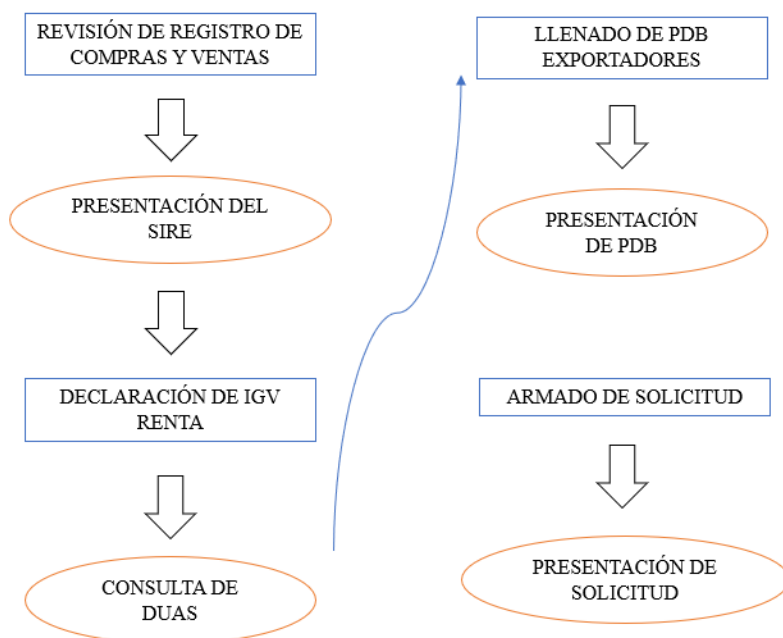 REVISIÓN DE REGISTRO DE
COMPRAS Y VENTAS
PRESENTACIÓN DEL
SIRE
DECLARACIÓN DE IGV
RENTA
CONSULTA DE
DUAS
LLENADO DE PDB
EXPORTADORES
PRESENTACIÓN
DE PDB
ARMADO DE SOLICITUD
PRESENTACIÓN DE
SOLICITUD